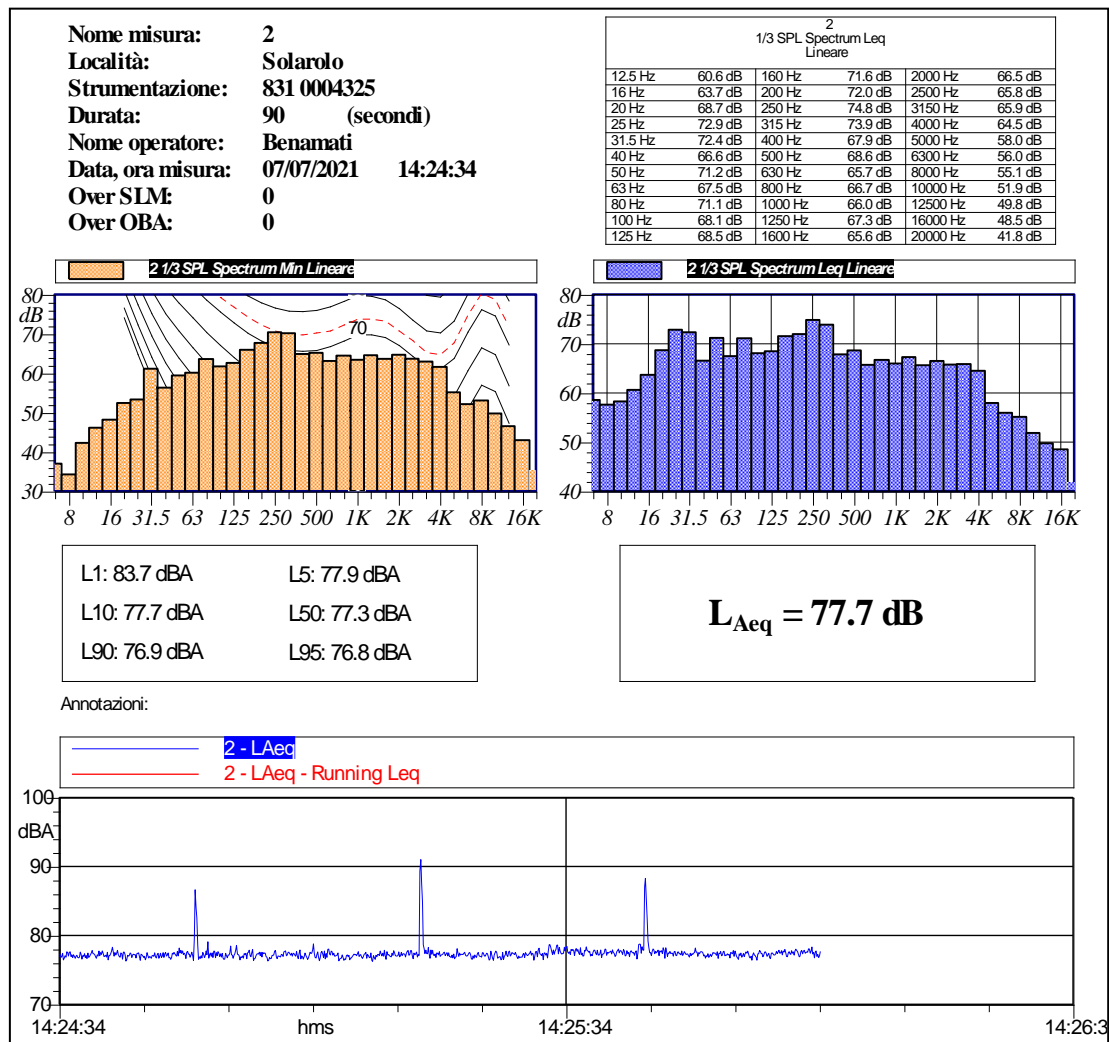 Nome misura: 2
Località: Solarolo
Strumentazione: 831 0004325
Durata: 90 (secondi)
Nome operatore: Benamati
Data, ora misura: 07/07/2021 14:24:34
Over SLM: 0
Over OBA: 0
2
1/3 SPL Spectrum Leq
Lineare
12.5 Hz 60.6 dB 160 Hz 71.6 dB 2000 Hz 66.5 dB
16 Hz 63.7 dB 200 Hz 72.0 dB 2500 Hz 65.8 dB
20 Hz 68.7 dB 250 Hz 74.8 dB 3150 Hz 65.9 dB
25 Hz 72.9 dB 315 Hz 73.9 dB 4000 Hz 64.5 dB
31.5 Hz 72.4 dB 400 Hz 67.9 dB 5000 Hz 58.0 dB
40 Hz 66.6 dB 500 Hz 68.6 dB 6300 Hz 56.0 dB
50 Hz 71.2 dB 630 Hz 65.7 dB 8000 Hz 55.1 dB
63 Hz 67.5 dB 800 Hz 66.7 dB 10000 Hz 51.9 dB
80 Hz 71.1 dB 1000 Hz 66.0 dB 12500 Hz 49.8 dB
100 Hz 68.1 dB 1250 Hz 67.3 dB 16000 Hz 48.5 dB
125 Hz 68.5 dB 1600 Hz 65.6 dB 20000 Hz 41.8 dB
2 1/3 SPL Spectrum Min Lineare
80
dB
70
60
50
40
30
70
8 16 31.5 63 125 250 500 1K 2K 4K 8K 16K
2 1/3 SPL Spectrum Leq Lineare
80
dB
70
60
50
40
8 16 31.5 63 125 250 500 1K 2K 4K 8K 16K
L1: 83.7 dBA L5: 77.9 dBA
L10: 77.7 dBA L50: 77.3 dBA
L90: 76.9 dBA L95: 76.8 dBA
LAeq = 77.7 dB
Annotazioni:
2 - LAeq
2 - LAeq - Running Leq
100
dBA
90
80
70
14:24:34 hms 14:25:34 14:26:3